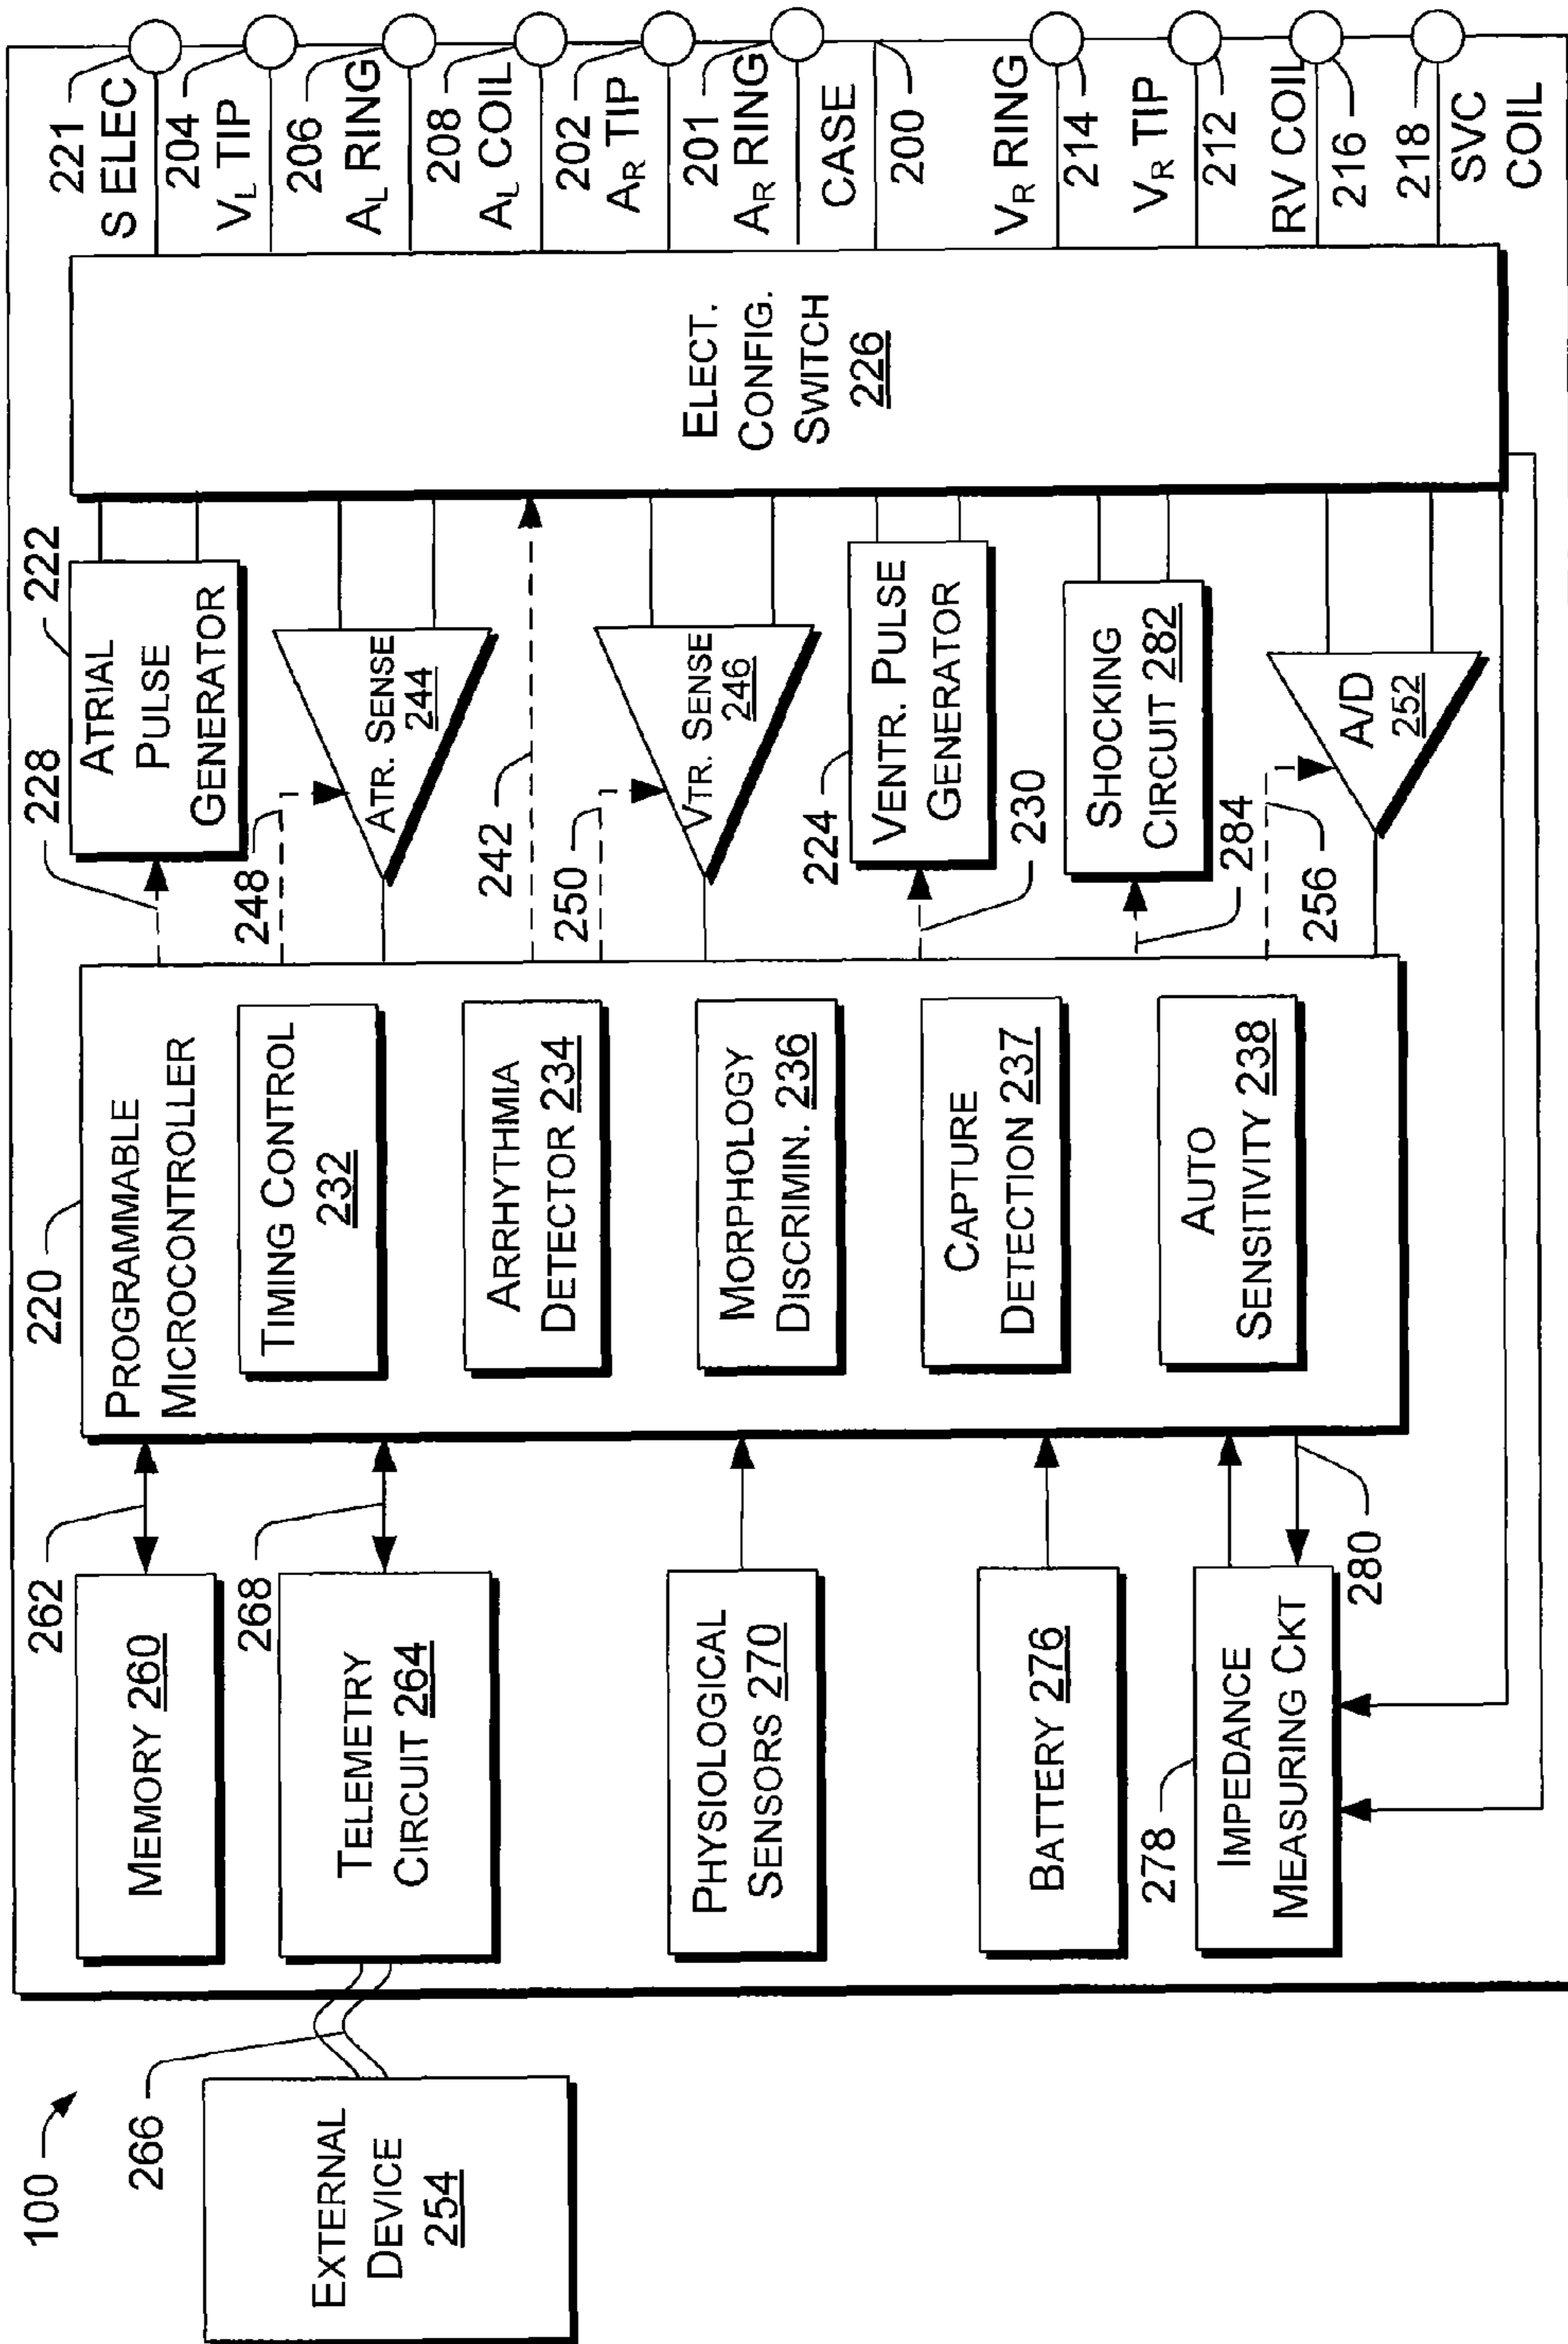 100
EXTERNAL
DEVICE
254
266
MEMORY 260
262
TELEMETRY
CIRCUIT 264
268
PHYSIOLOGICAL
SENSORS 270
BATTERY 276
278
IMPEDANCE
MEASURING CKT
280
220
PROGRAMMABLE
MICROCONTROLLER
TIMING CONTROL
232
ARRHYTHMIA
DETECTOR 234
MORPHOLOGY
DISCRIMIN. 236
CAPTURE
DETECTION 237
AUTO
SENSITIVITY 238
228
222
ATRIAL
PULSE
GENERATOR
248
ATR. SENSE
244
242
250
VTR. SENSE
246
224
VENTR. PULSE
GENERATOR
230
SHOCKING
CIRCUIT 282
284
256
A/D
252
ELECT.
CONFIG.
SWITCH
226
221
S ELEC
204
VL TIP
206
AL RING
208
AL COIL
202
AR TIP
201
AR RING
CASE
200
VR RING
214
VR TIP
212
RV COIL
216
218
SVC
COIL